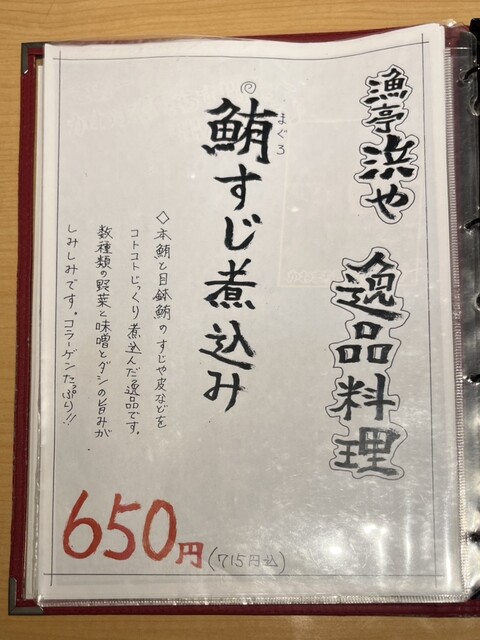 漁亭浜や 逸品料理
まぐろ
鮪すじ煮込み
◇本鮪と目鉢鮪のすじや皮などを
コトコトじっくり煮込んだ逸品です。
数種類の野菜と味噌とダシの旨みが
しみしみです。コラーゲンたっぷり!!
650円(715円込)